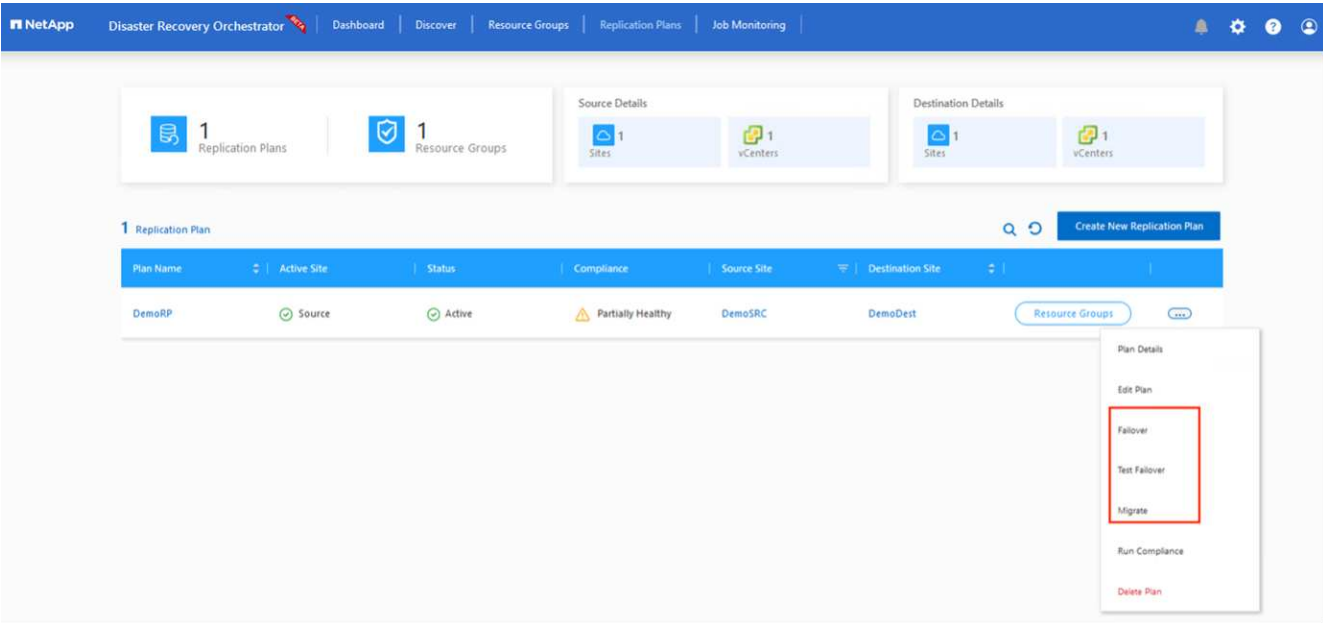 NetApp Disaster Recovery Orchestrator BETA Dashboard Discover Resource Groups Replication Plans Job Monitoring
1 Replication Plans
1 Resource Groups
Source Details
1 Sites
1 vCenters
Destination Details
1 Sites
1 vCenters
1 Replication Plan
Create New Replication Plan
Plan Name Active Site Status Compliance Source Site Destination Site
DemoRP Source Active Partially Healthy DemoSRC DemoDest Resource Groups ...
Plan Details
Edit Plan
Failover
Test Failover
Migrate
Run Compliance
Delete Plan